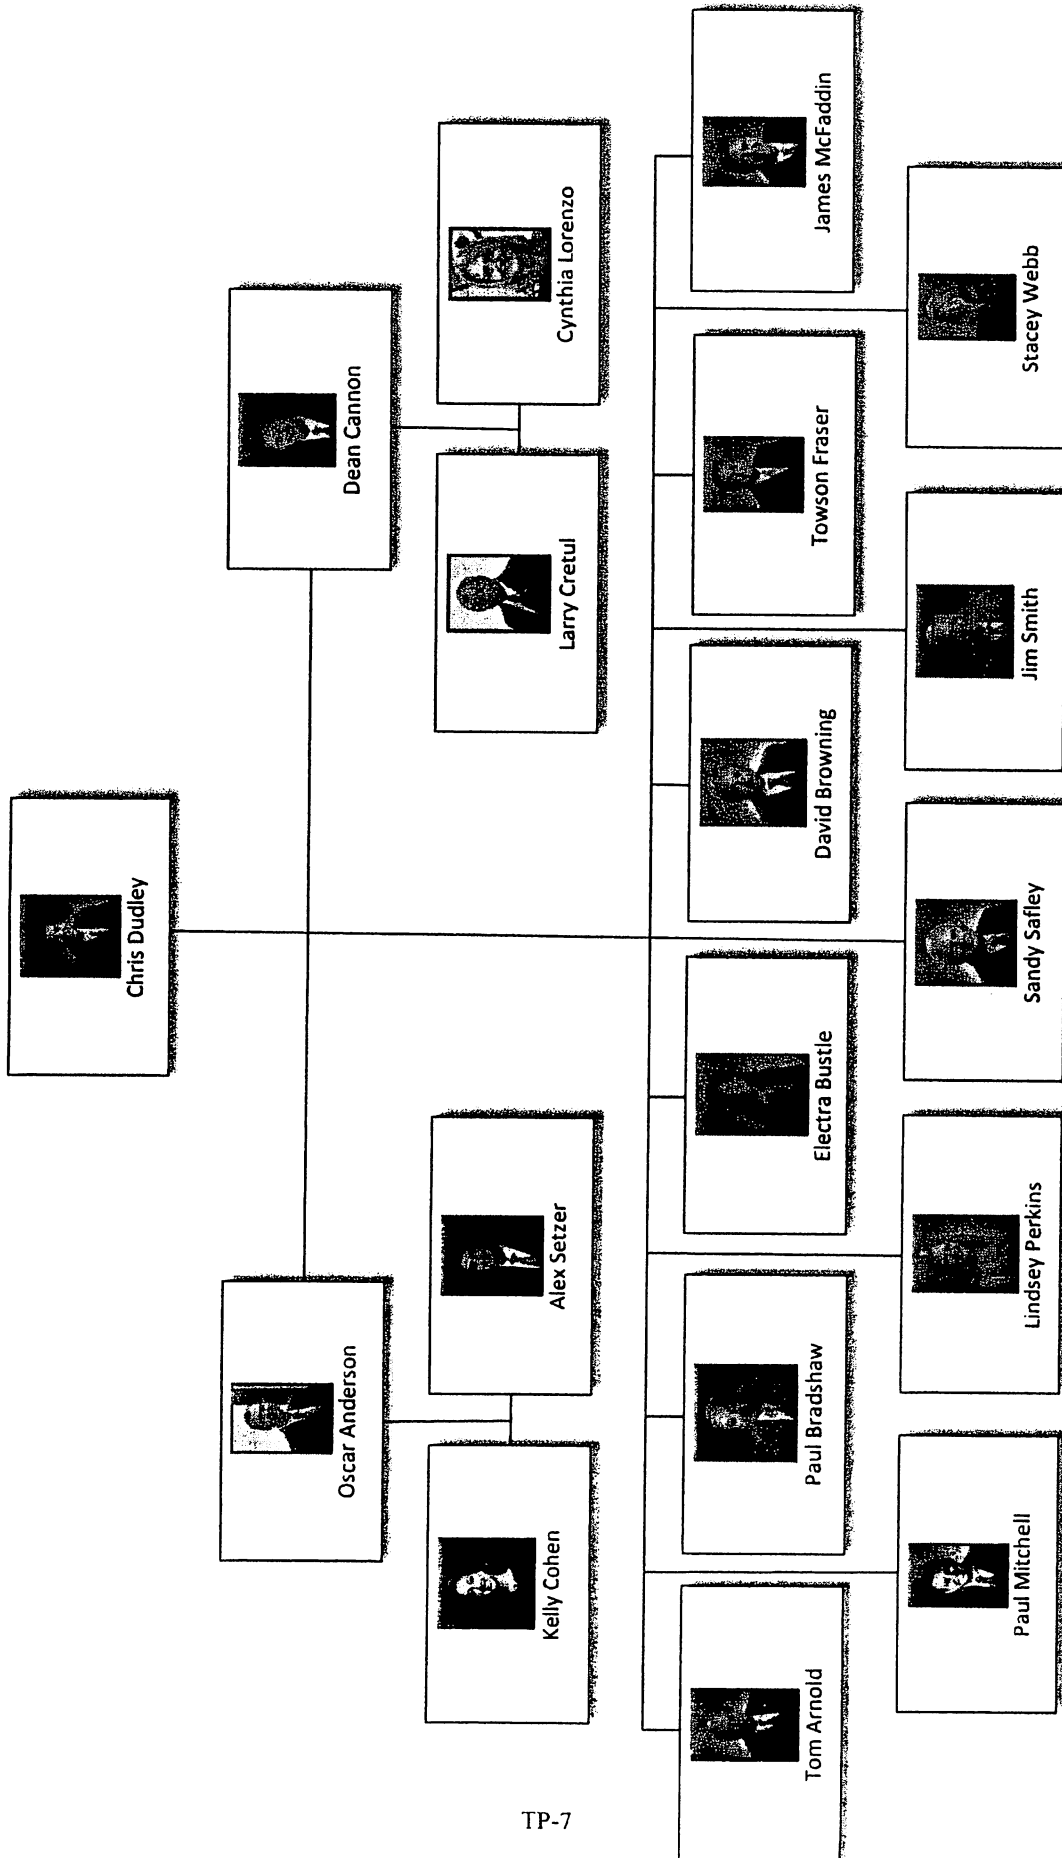 Chris Dudley
Oscar Anderson
Dean Cannon
Kelly Cohen
Alex Setzer
Larry Cretul
Cynthia Lorenzo
Tom Arnold
Paul Bradshaw
Electra Bustle
David Browning
Towson Fraser
James McFaddin
Paul Mitchell
Lindsey Perkins
Sandy Safley
Jim Smith
Stacey Webb
TP-7